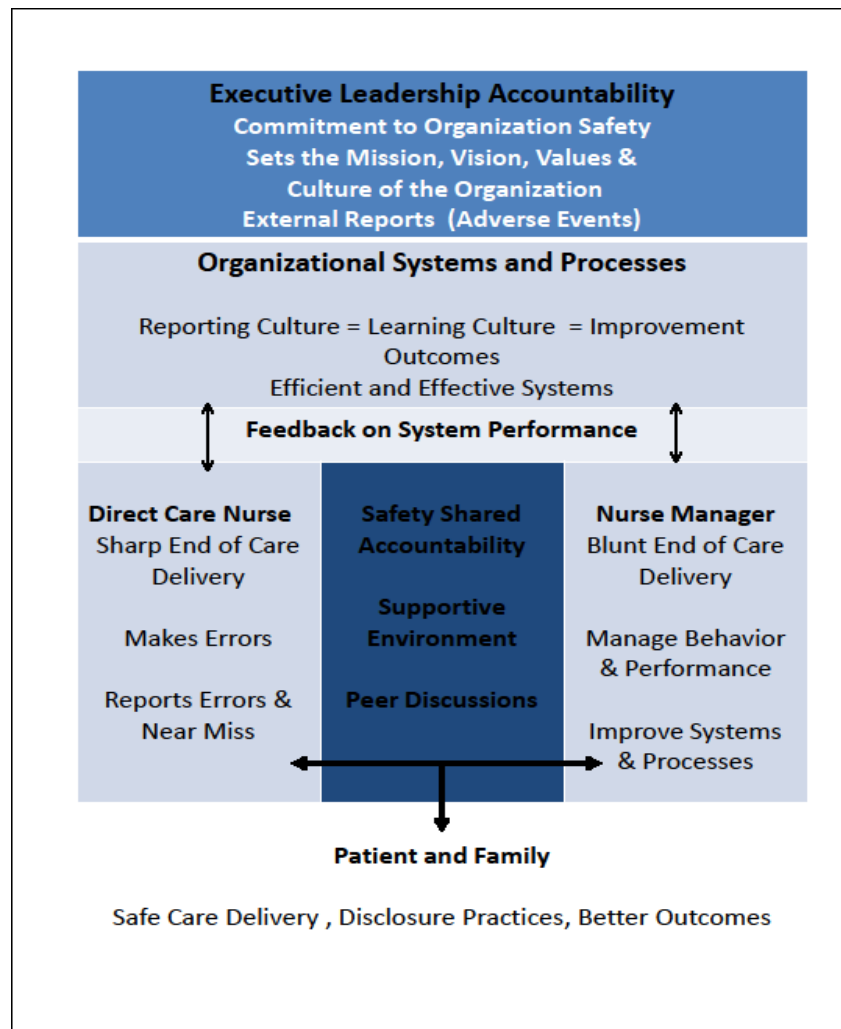 Executive Leadership Accountability
Commitment to Organization Safety
Sets the Mission, Vision, Values &
Culture of the Organization
External Reports (Adverse Events)
Organizational Systems and Processes
Reporting Culture = Learning Culture = Improvement
Outcomes
Efficient and Effective Systems
Feedback on System Performance
Direct Care Nurse
Sharp End of Care
Delivery
Makes Errors
Reports Errors &
Near Miss
Safety Shared
Accountability
Supportive
Environment
Peer Discussions
Nurse Manager
Blunt End of Care
Delivery
Manage Behavior
& Performance
Improve Systems
& Processes
Patient and Family
Safe Care Delivery , Disclosure Practices, Better Outcomes